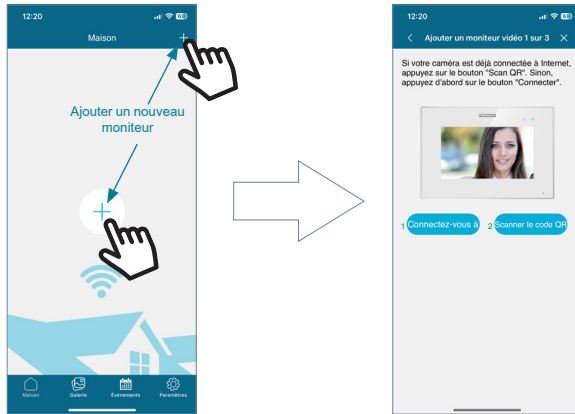 12:20
Maison
Ajouter un nouveau
moniteur
Maison
Galerie
Événements
Paramètres
12:20
Ajouter un moniteur vidéo 1 sur 3
Si votre caméra est déjà connectée à Internet,
appuyez sur le bouton "Scan QR". Sinon,
appuyez d'abord sur le bouton "Connecter".
FERMAX
1 Connectez-vous à
2 Scanner le code QR